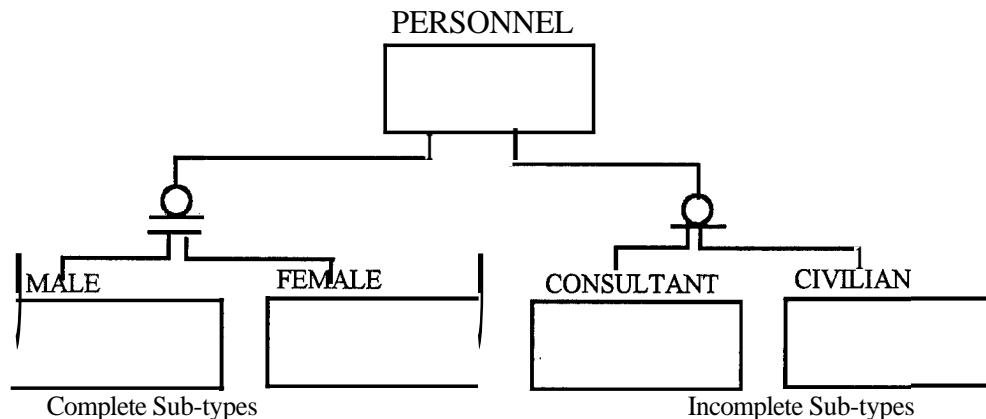 PERSONNEL
MALE
FEMALE
CONSULTANT
CIVILIAN
Complete Sub-types
Incomplete Sub-types